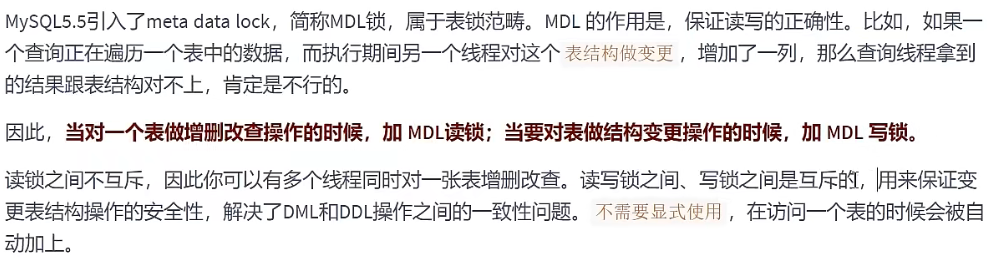 MySQL5.5引入了meta data lock，简称MDL锁，属于表锁范畴。MDL 的作用是，保证读写的正确性。比如，如果一
个查询正在遍历一个表中的数据，而执行期间另一个线程对这个 表结构做变更 ，增加了一列，那么查询线程拿到
的结果跟表结构对不上，肯定是不行的。
因此，当对一个表做增删改查操作的时候，加 MDL读锁；当要对表做结构变更操作的时候，加 MDL 写锁。
读锁之间不互斥，因此你可以有多个线程同时对一张表增删改查。读写锁之间、写锁之间是互斥的，用来保证变
更表结构操作的安全性，解决了DML和DDL操作之间的一致性问题。 不需要显式使用 ，在访问一个表的时候会被
自动加上。